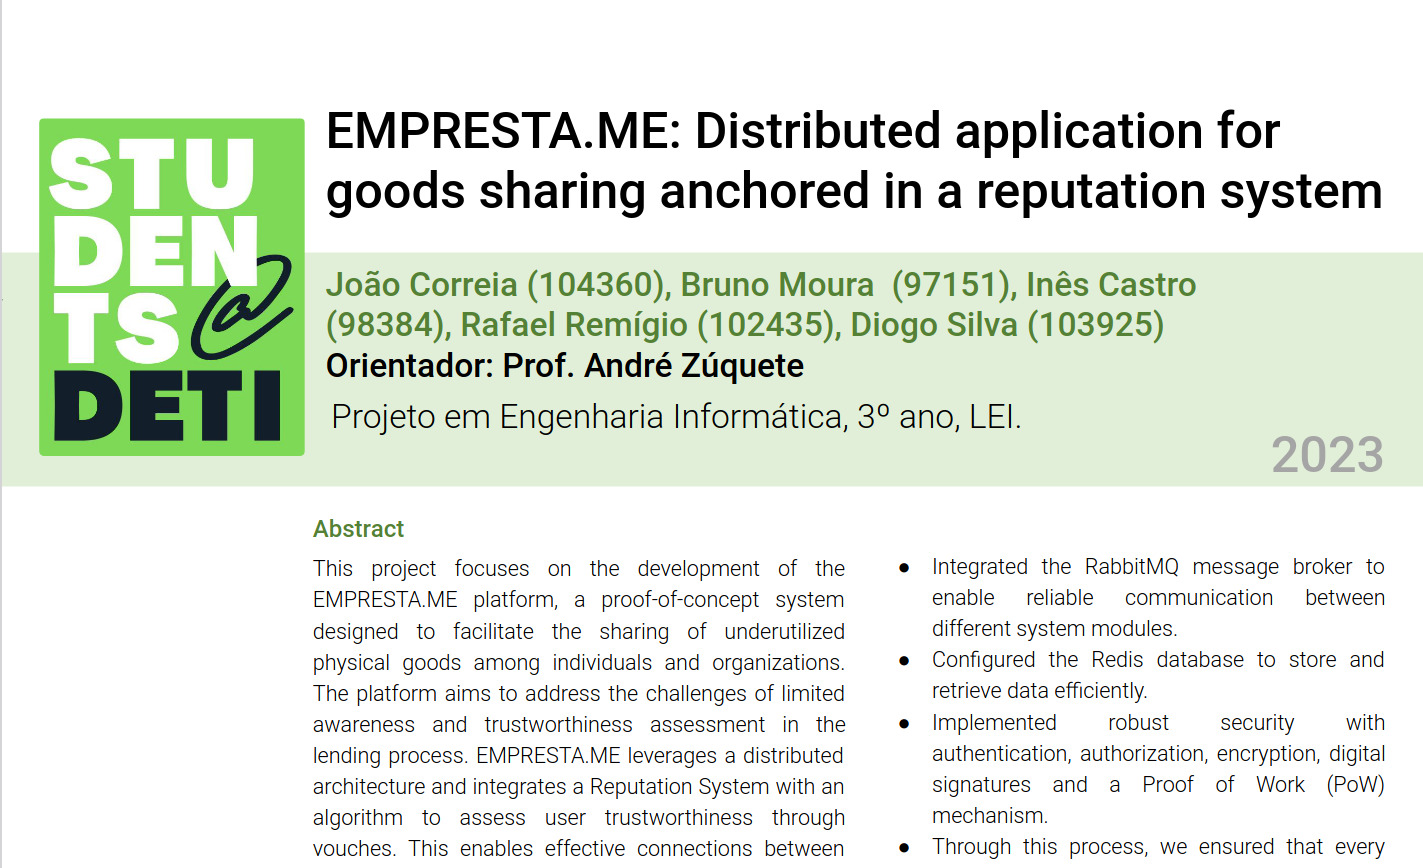 STU
DEN
TS@
DETI
EMPRESTA.ME: Distributed application for
goods sharing anchored in a reputation system
João Correia (104360), Bruno Moura (97151), Inês Castro
(98384), Rafael Remígio (102435), Diogo Silva (103925)
Orientador: Prof. André Zúquete
Projeto em Engenharia Informática, 3º ano, LEI.
2023
Abstract
This project focuses on the development of the
EMPRESTA.ME platform, a proof-of-concept system
designed to facilitate the sharing of underutilized
physical goods among individuals and organizations.
The platform aims to address the challenges of limited
awareness and trustworthiness assessment in the
lending process. EMPRESTA.ME leverages a distributed
architecture and integrates a Reputation System with an
algorithm to assess user trustworthiness through
vouches. This enables effective connections between
● Integrated the RabbitMQ message broker to
enable reliable communication between
different system modules.
● Configured the Redis database to store and
retrieve data efficiently.
● Implemented robust security with
authentication, authorization, encryption, digital
signatures and a Proof of Work (PoW)
mechanism.
● Through this process, we ensured that every